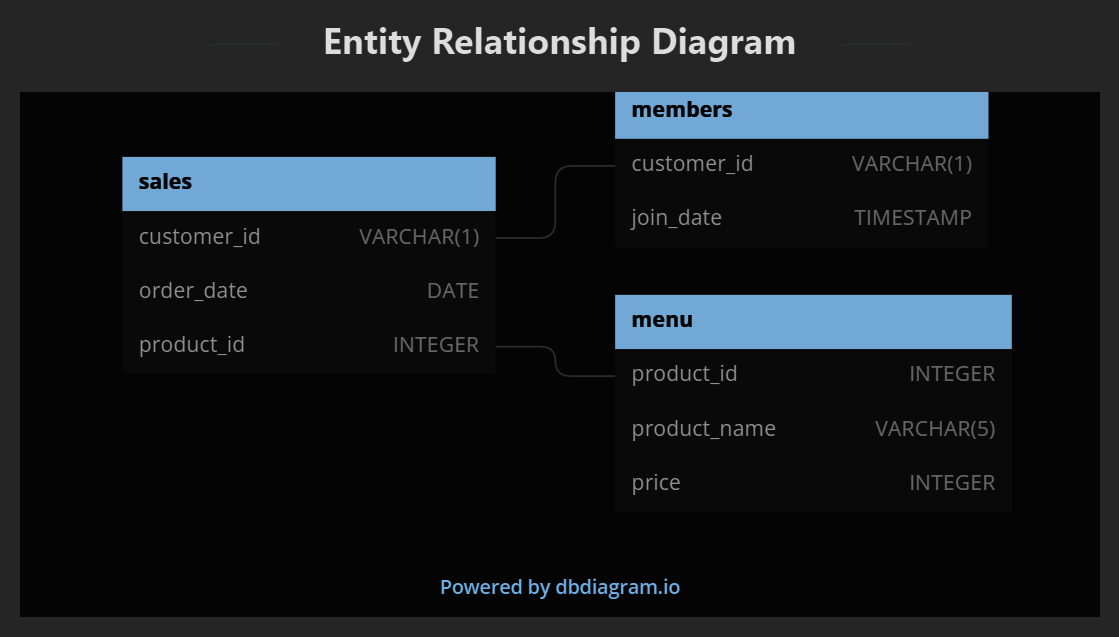 Entity Relationship Diagram
sales
customer_id VARCHAR(1)
order_date DATE
product_id INTEGER
members
customer_id VARCHAR(1)
join_date TIMESTAMP
menu
product_id INTEGER
product_name VARCHAR(5)
price INTEGER
Powered by dbdiagram.io